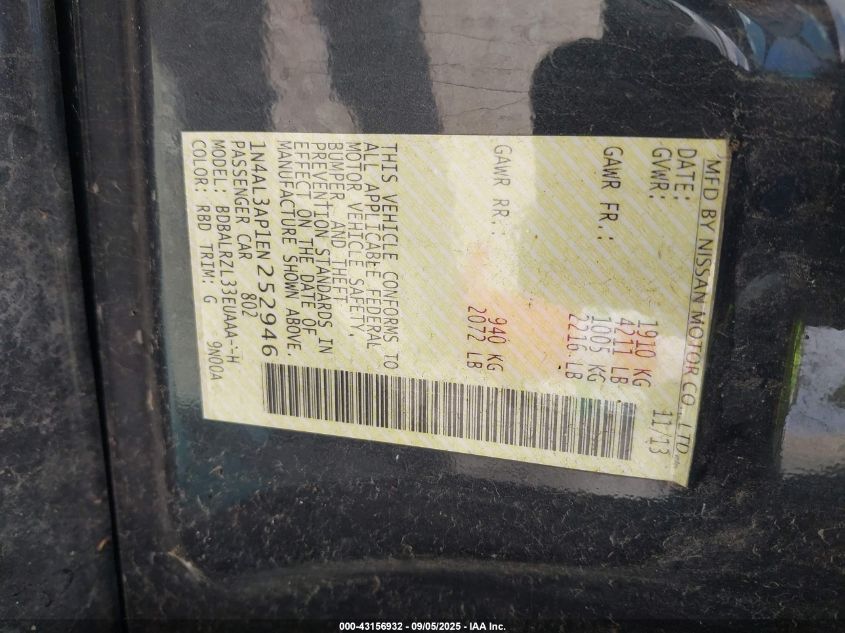 MFD BY NISSAN MOTOR CO., LTD.
DATE: 11/13
GVWR: 1910 KG
4211 LB
GAWR FR.: 1005 KG
2216 LB
GAWR RR.: 940 KG
2072 LB
THIS VEHICLE CONFORMS TO
ALL APPLICABLE FEDERAL
MOTOR VEHICLE SAFETY,
BUMPER, AND THEFT
PREVENTION STANDARDS IN
EFFECT ON THE DATE OF
MANUFACTURE SHOWN ABOVE.
1N4AL3AP1EN252946
PASSENGER CAR 802
MODEL: BDBALRZL33EUAAA--H
COLOR: RBD TRIM: G 9N00A
000-43156932 - 09/05/2025 - IAA Inc.